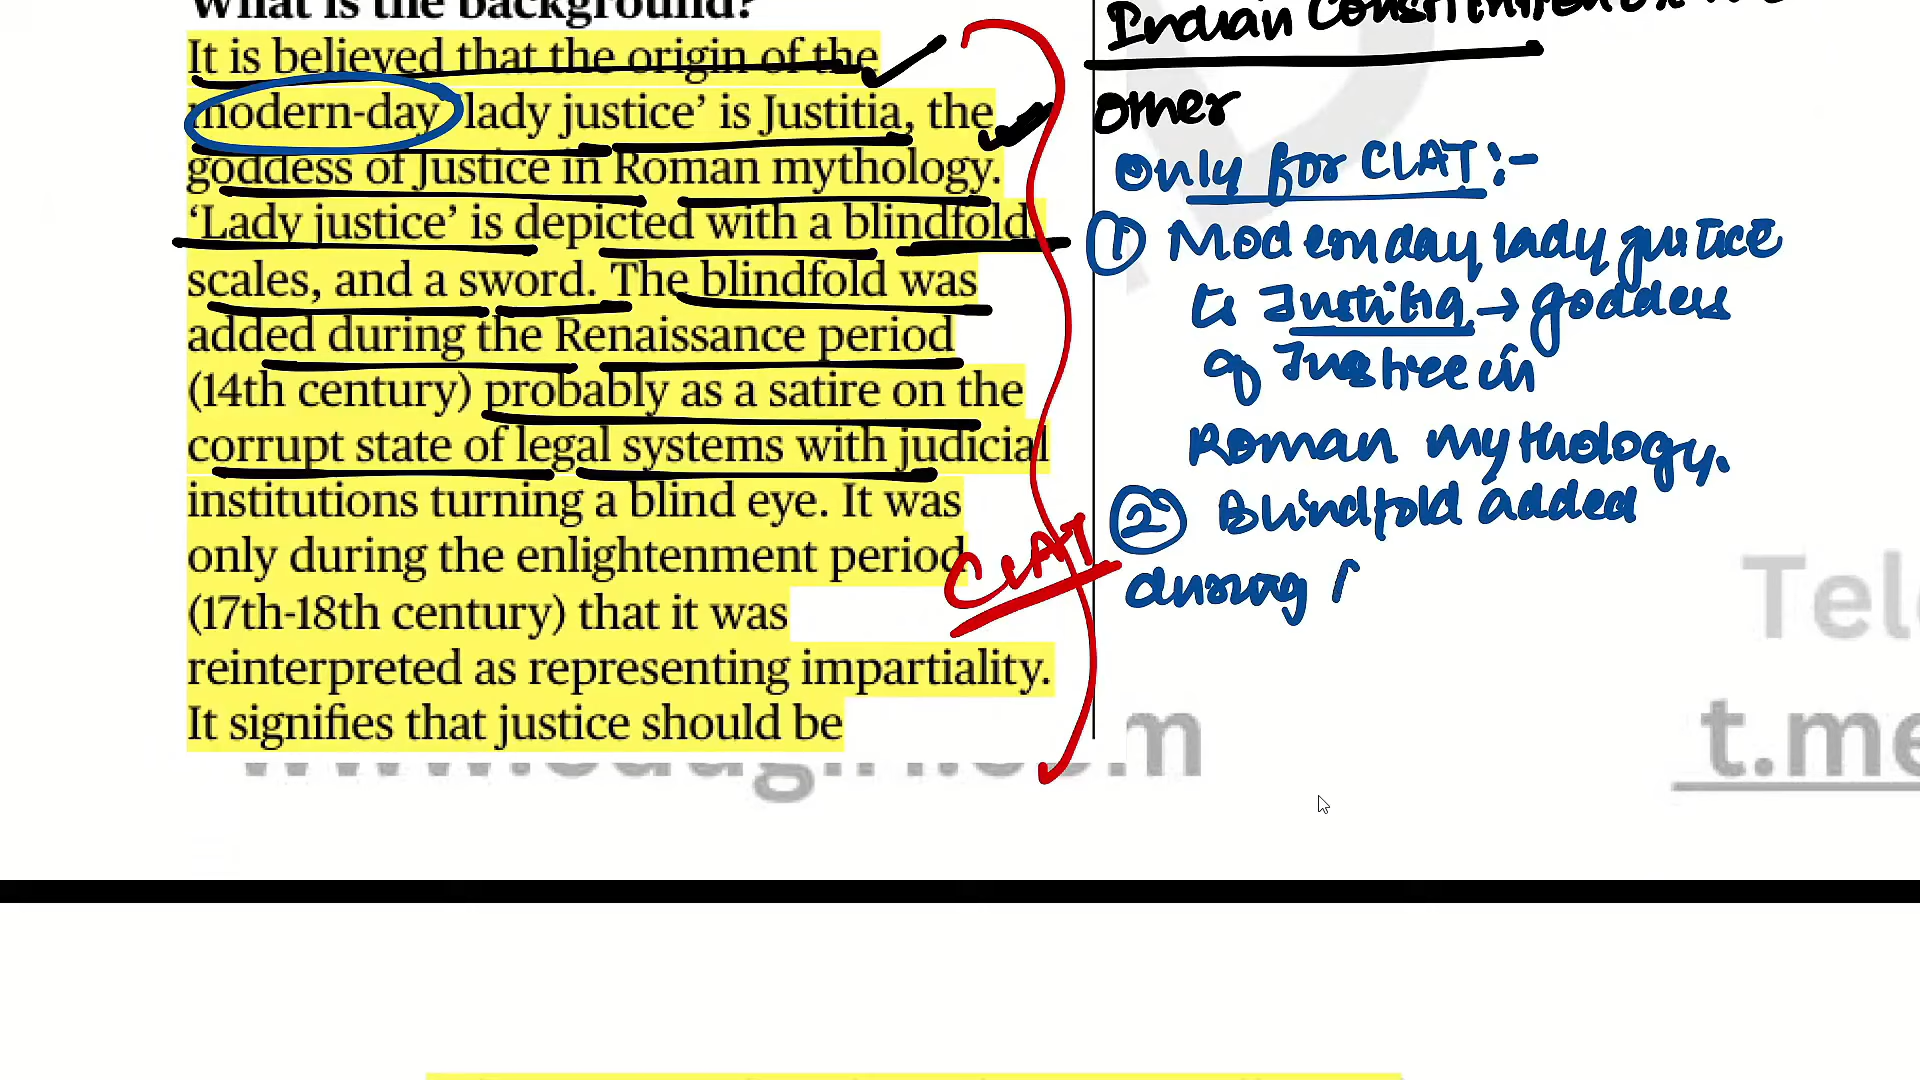 What is the background?
It is believed that the origin of the
modern-day 'lady justice' is Justitia, the
goddess of Justice in Roman mythology.
'Lady justice' is depicted with a blindfold,
scales, and a sword. The blindfold was
added during the Renaissance period
(14th century) probably as a satire on the
corrupt state of legal systems with judicial
institutions turning a blind eye. It was
only during the enlightenment period
(17th-18th century) that it was
reinterpreted as representing impartiality.
It signifies that justice should be
CLAT
Indian Constitution
other
Only for CLAT:-
① Modern day lady justice
is Justitia → goddess
of Justice in
Roman mythology.
② Blindfold added
during
Tel
t.me